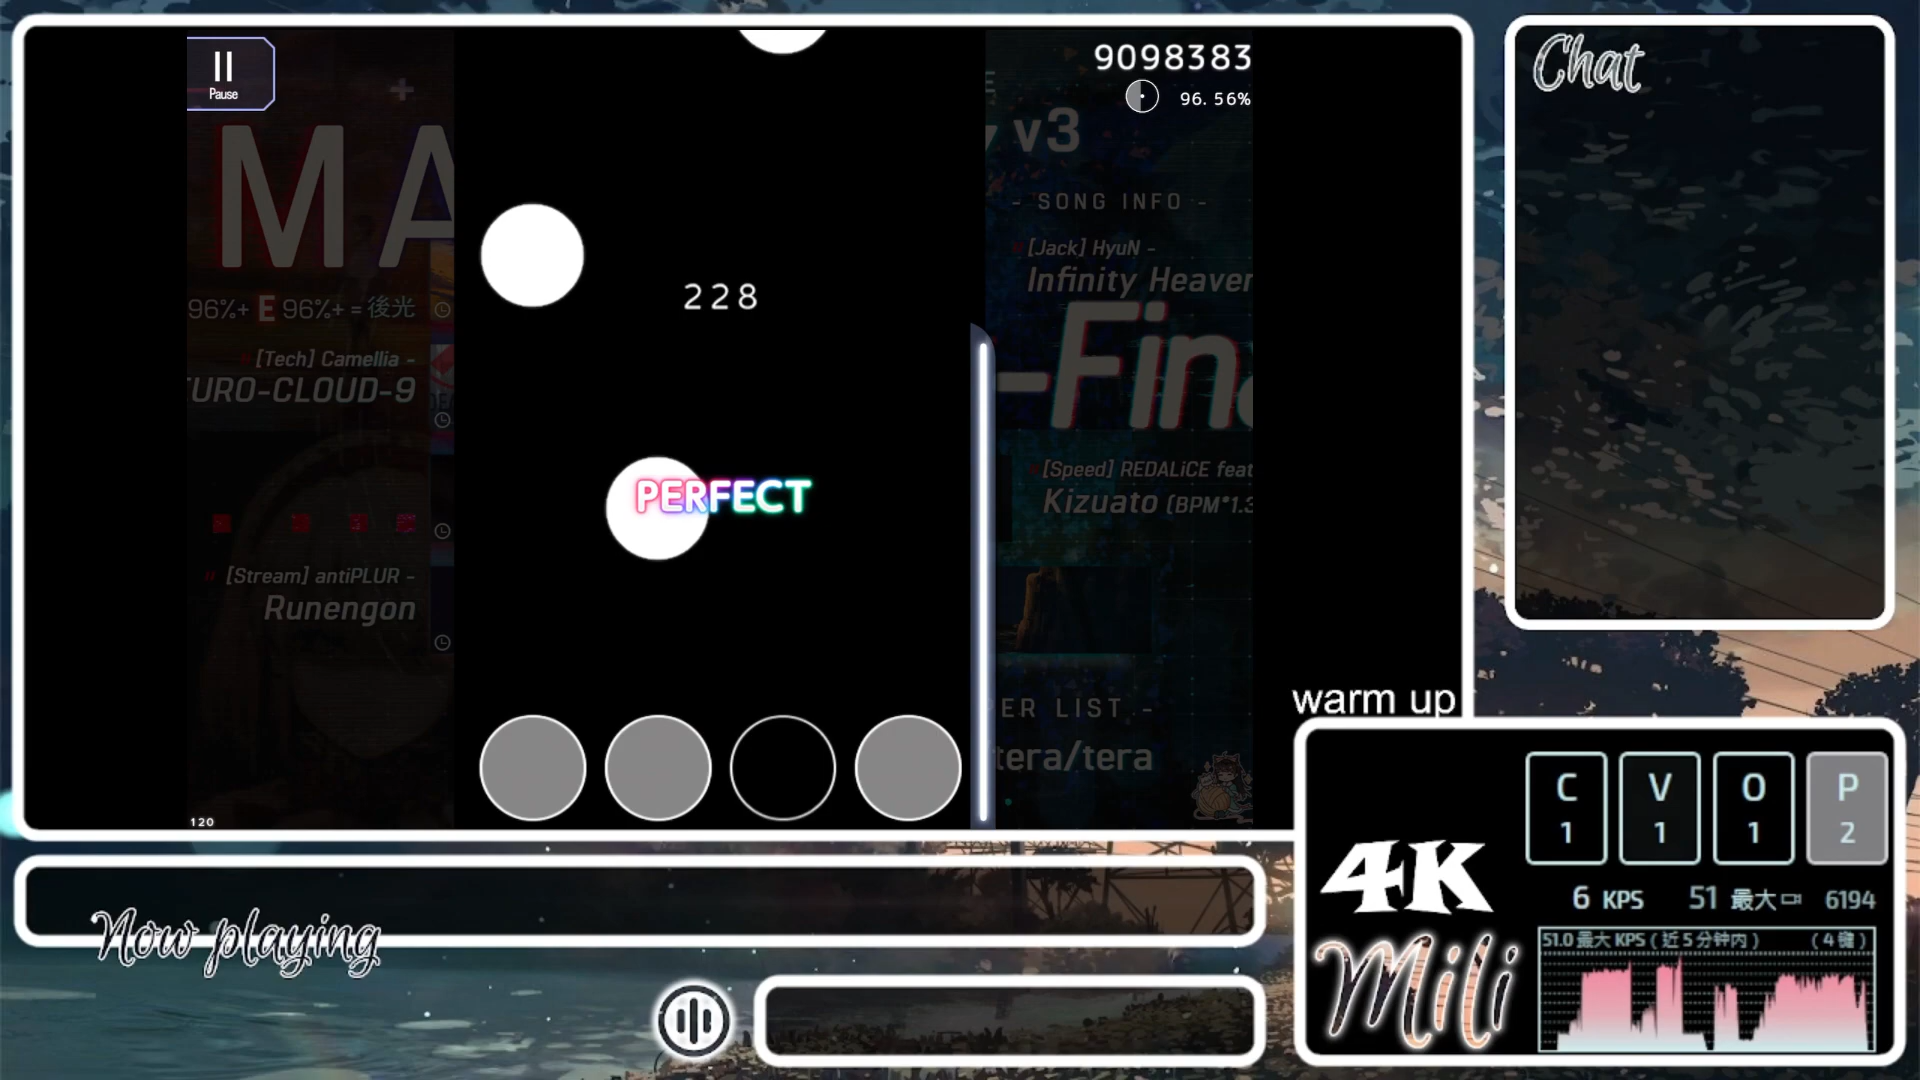 Pause
MA
96%+ E 96%+ = 後光
[Tech] Camellia -
URO-CLOUD-9
[Stream] antiPLUR -
Runengon
120
228
PERFECT
9098383
96.56%
v3
- SONG INFO -
[Jack] HyuN -
Infinity Heaven
-Fina
[Speed] REDALiCE feat
Kizuato (BPM*1.3
ER LIST -
tera/tera
Chat
warm up
C
1
V
1
O
1
P
2
6 KPS
51 最大
6194
51.0 最大 KPS ( 近 5 分钟内 )
( 4 键 )
4K
Mili
Now playing